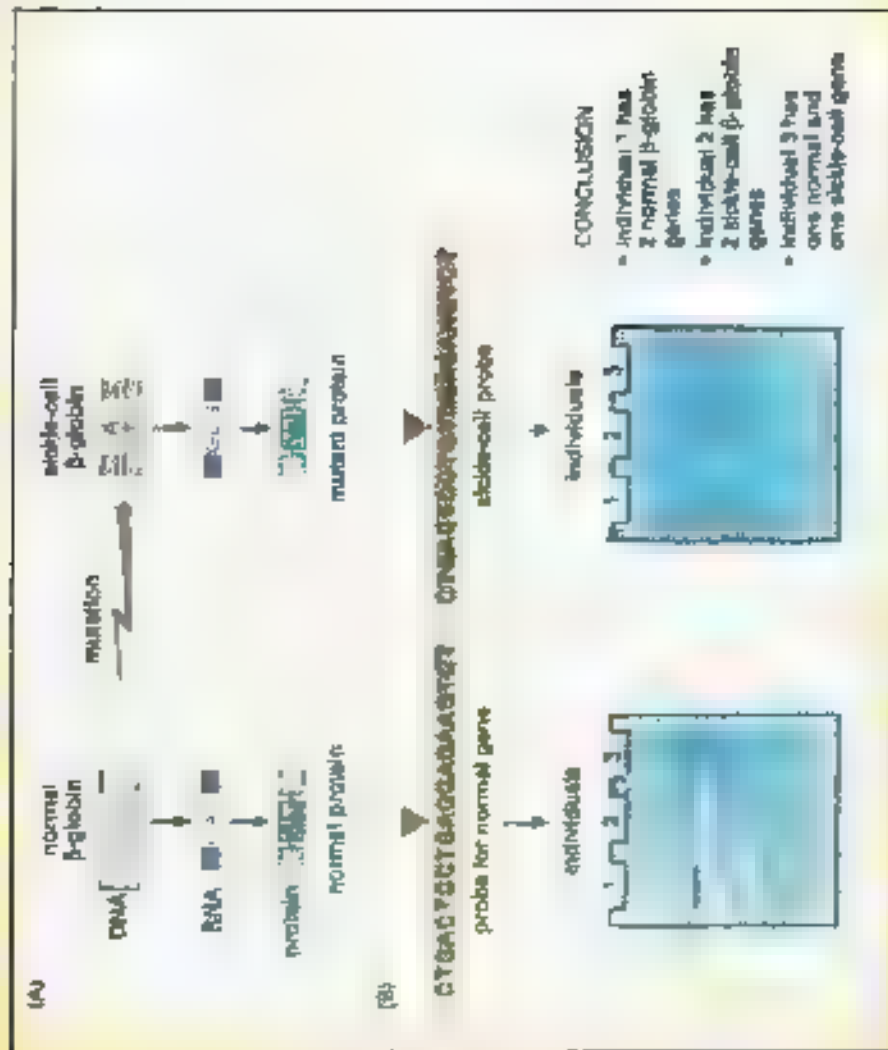 (A)
normal
β-globin
mutation
sickle-cell
β-globin
DNA
RNA
protein
normal protein
mutant protein
(B)
CTGACTCCTGAGGAGAAGTCT
probe for normal gene
sickle-cell probe
individuals
1 2 3
individuals
1 2 3
CONCLUSION
• individual 1 has
2 normal β-globin
genes
• individual 2 has
2 sickle-cell β-globin
genes
• individual 3 has
one normal and
one sickle-cell gene